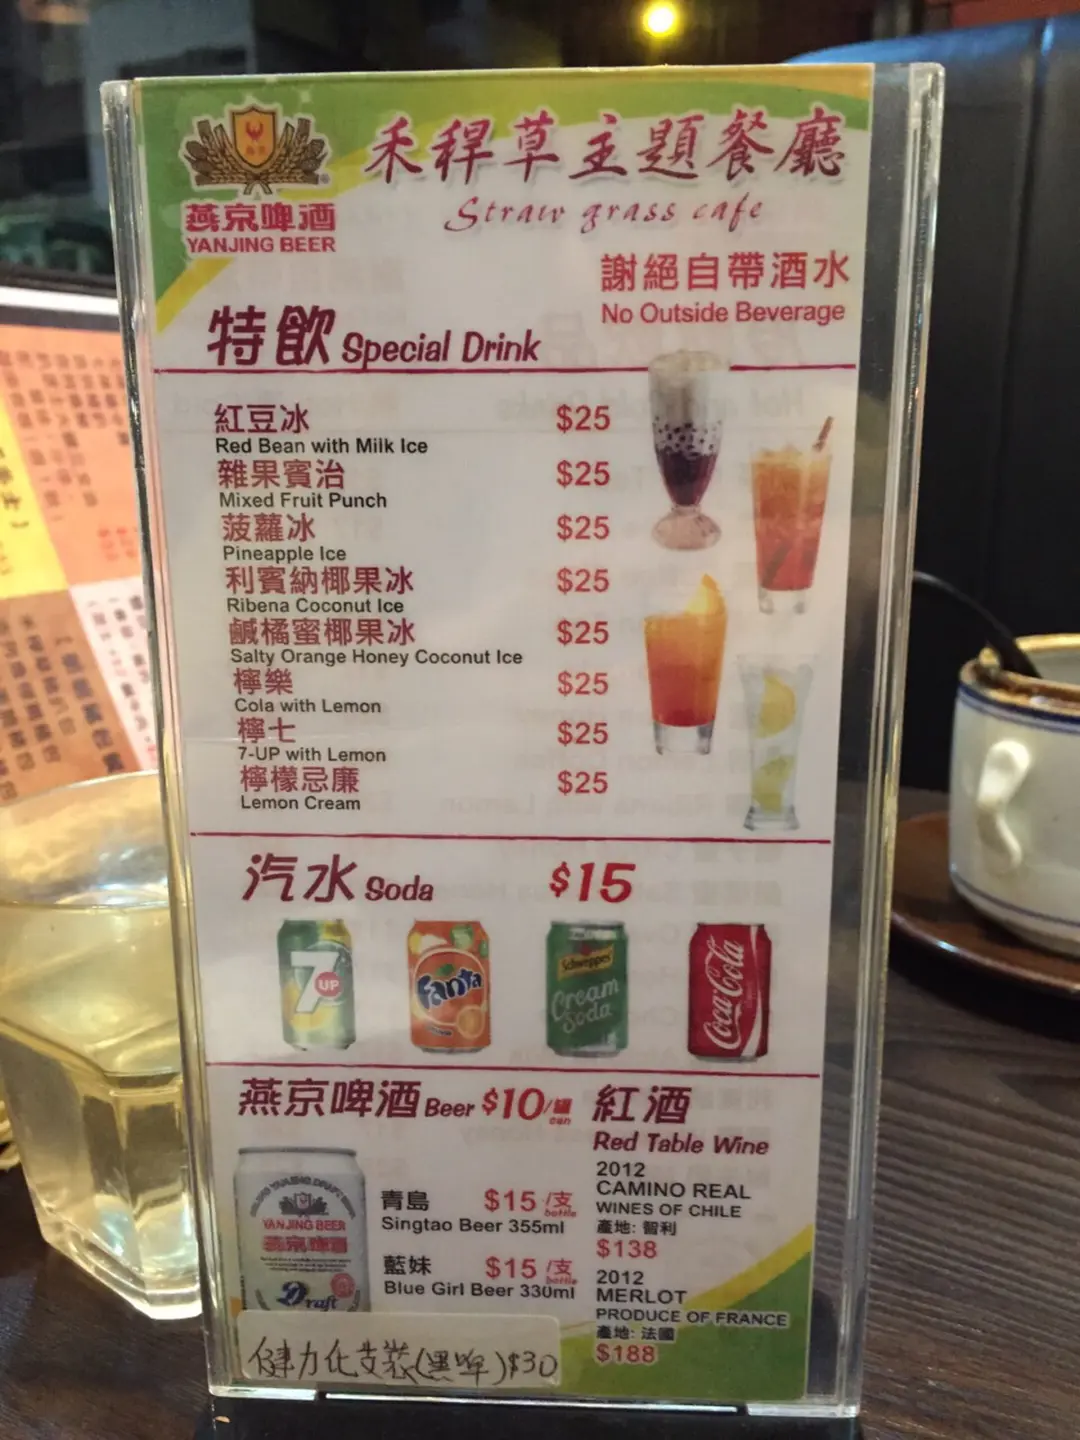 禾稈草主題餐廳
Straw grass cafe
燕京啤酒
YANJING BEER
謝絕自帶酒水
No Outside Beverage
特飲 Special Drink
紅豆冰 $25
Red Bean with Milk Ice
雜果賓治 $25
Mixed Fruit Punch
菠蘿冰 $25
Pineapple Ice
利賓納椰果冰 $25
Ribena Coconut Ice
鹹橘蜜椰果冰 $25
Salty Orange Honey Coconut Ice
檸樂 $25
Cola with Lemon
檸七 $25
7-UP with Lemon
檸檬忌廉 $25
Lemon Cream
汽水 Soda $15
7 UP
Fanta
Schweppes
Cream Soda
Coca-Cola
燕京啤酒 Beer $10/罐 can
YANJING BEER
燕京啤酒
Draft
青島 $15/支 bottle
Singtao Beer 355ml
藍妹 $15/支 bottle
Blue Girl Beer 330ml
健力仕支裝(黑啤)$30
紅酒
Red Table Wine
2012
CAMINO REAL
WINES OF CHILE
產地: 智利
$138
2012
MERLOT
PRODUCE OF FRANCE
產地: 法國
$188